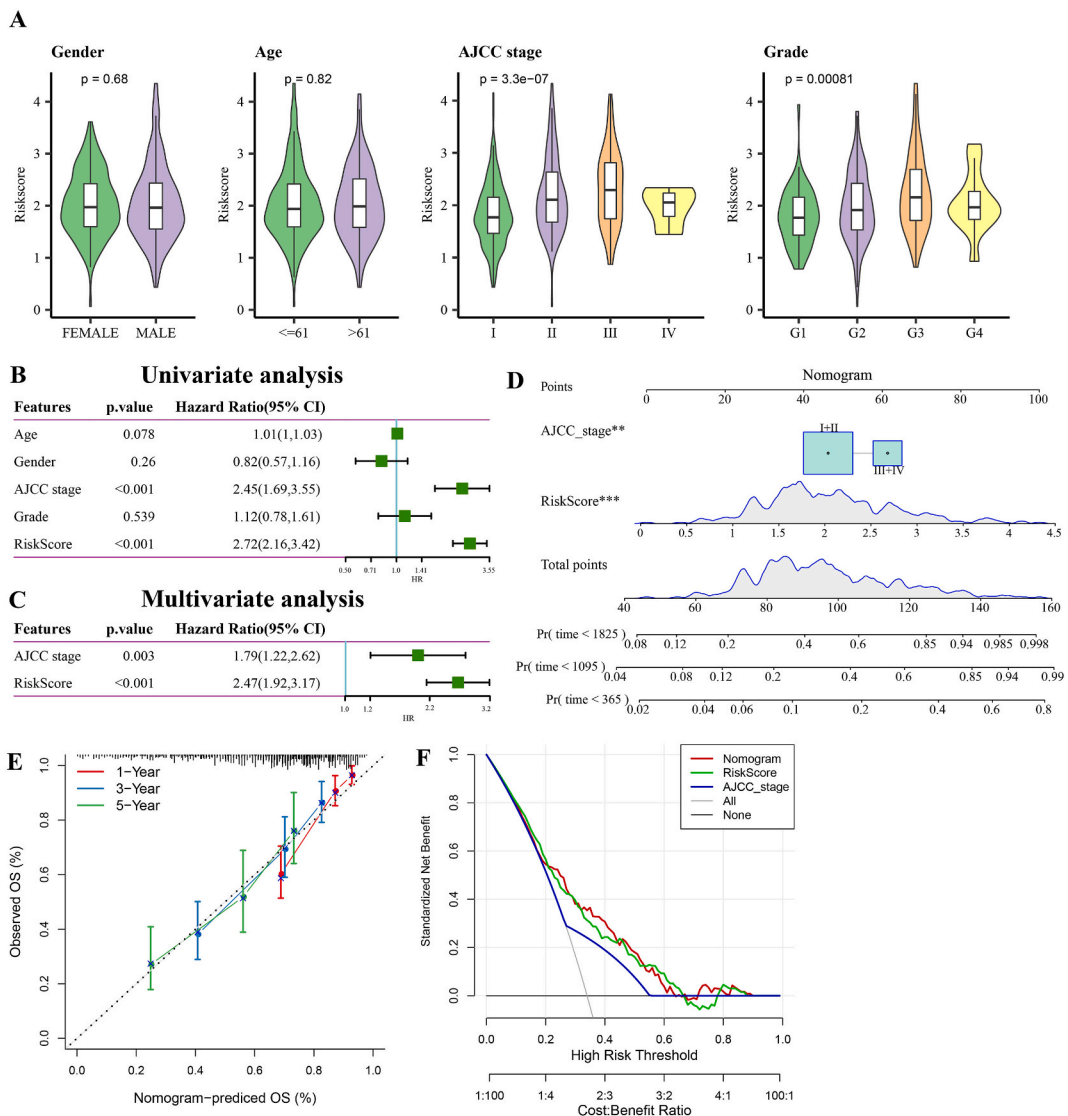 A
Gender
Age
AJCC stage
Grade
p = 0.68
p = 0.82
p = 3.3e−07
p = 0.00081
Riskscore
4
3
2
1
0
FEMALE
MALE
Riskscore
4
3
2
1
0
<=61
>61
Riskscore
4
3
2
1
0
I
II
III
IV
Riskscore
4
3
2
1
0
G1
G2
G3
G4
B
Univariate analysis
Features p.value Hazard Ratio(95% CI)
Age 0.078 1.01(1,1.03)
Gender 0.26 0.82(0.57,1.16)
AJCC stage <0.001 2.45(1.69,3.55)
Grade 0.539 1.12(0.78,1.61)
RiskScore <0.001 2.72(2.16,3.42)
0.50 0.71 1.0 1.41 3.55
HR
C
Multivariate analysis
Features p.value Hazard Ratio(95% CI)
AJCC stage 0.003 1.79(1.22,2.62)
RiskScore <0.001 2.47(1.92,3.17)
1.0 1.2 2.2 3.2
HR
D
Nomogram
Points
0 20 40 60 80 100
AJCC_stage**
I+II
III+IV
RiskScore***
0 0.5 1 1.5 2 2.5 3 3.5 4 4.5
Total points
40 60 80 100 120 140 160
Pr( time < 1825 )
0.08 0.12 0.2 0.4 0.6 0.85 0.94 0.985 0.998
Pr( time < 1095 )
0.04 0.08 0.12 0.2 0.4 0.6 0.85 0.94 0.99
Pr( time < 365 )
0.02 0.04 0.06 0.1 0.2 0.4 0.6 0.8
E
1−Year
3−Year
5−Year
Observed OS (%)
1.0
0.8
0.6
0.4
0.2
0.0
0.0 0.2 0.4 0.6 0.8 1.0
Nomogram−prediced OS (%)
F
Nomogram
RiskScore
AJCC_stage
All
None
Standardized Net Benefit
1.0
0.8
0.6
0.4
0.2
0.0
0.0 0.2 0.4 0.6 0.8 1.0
High Risk Threshold
1:100 1:4 2:3 3:2 4:1 100:1
Cost:Benefit Ratio